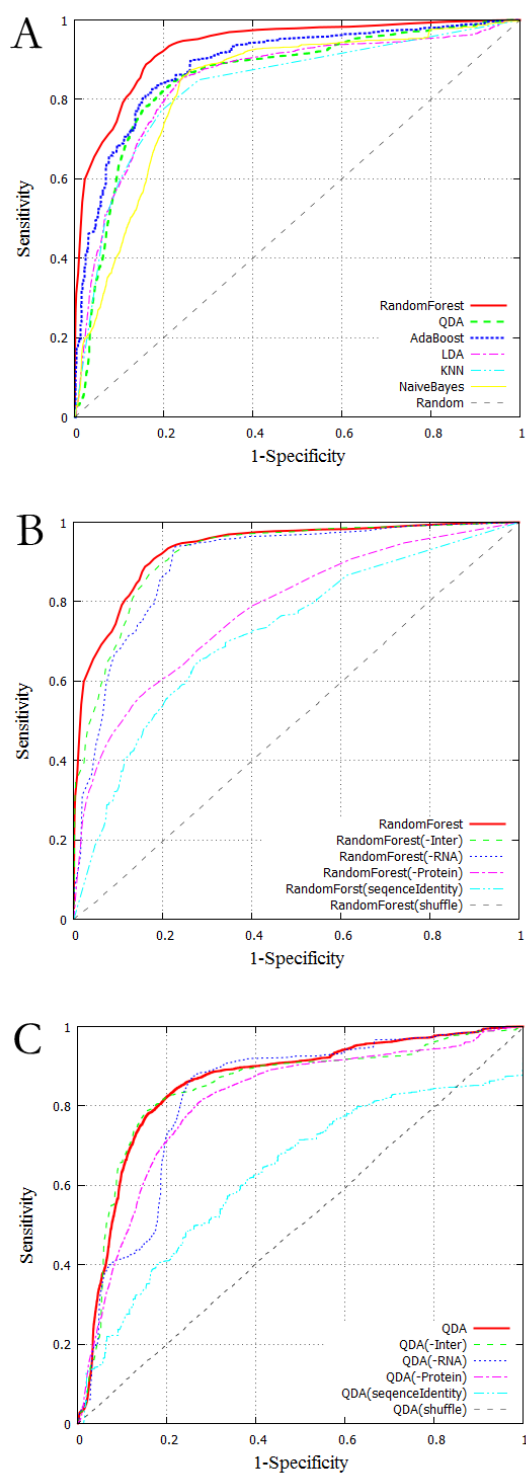 A
1
0.8
0.6
0.4
0.2
0
Sensitivity
RandomForest
QDA
AdaBoost
LDA
KNN
NaiveBayes
Random
0 0.2 0.4 0.6 0.8 1
1-Specificity
B
1
0.8
0.6
0.4
0.2
0
Sensitivity
RandomForest
RandomForest(-Inter)
RandomForest(-RNA)
RandomForest(-Protein)
RandomForst(seqenceIdentity)
RandomForest(shuffle)
0 0.2 0.4 0.6 0.8 1
1-Specificity
C
1
0.8
0.6
0.4
0.2
0
Sensitivity
QDA
QDA(-Inter)
QDA(-RNA)
QDA(-Protein)
QDA(seqenceIdentity)
QDA(shuffle)
0 0.2 0.4 0.6 0.8 1
1-Specificity